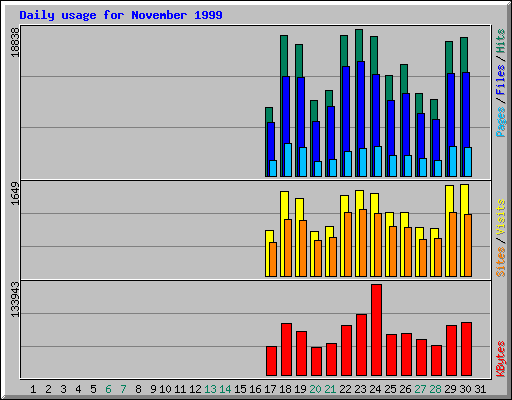 Daily usage for November 1999
18838
Pages/Files/Hits
1649
Sites/Visits
133943
KBytes
1 2 3 4 5 6 7 8 9 10 11 12 13 14 15 16 17 18 19 20 21 22 23 24 25 26 27 28 29 30 31